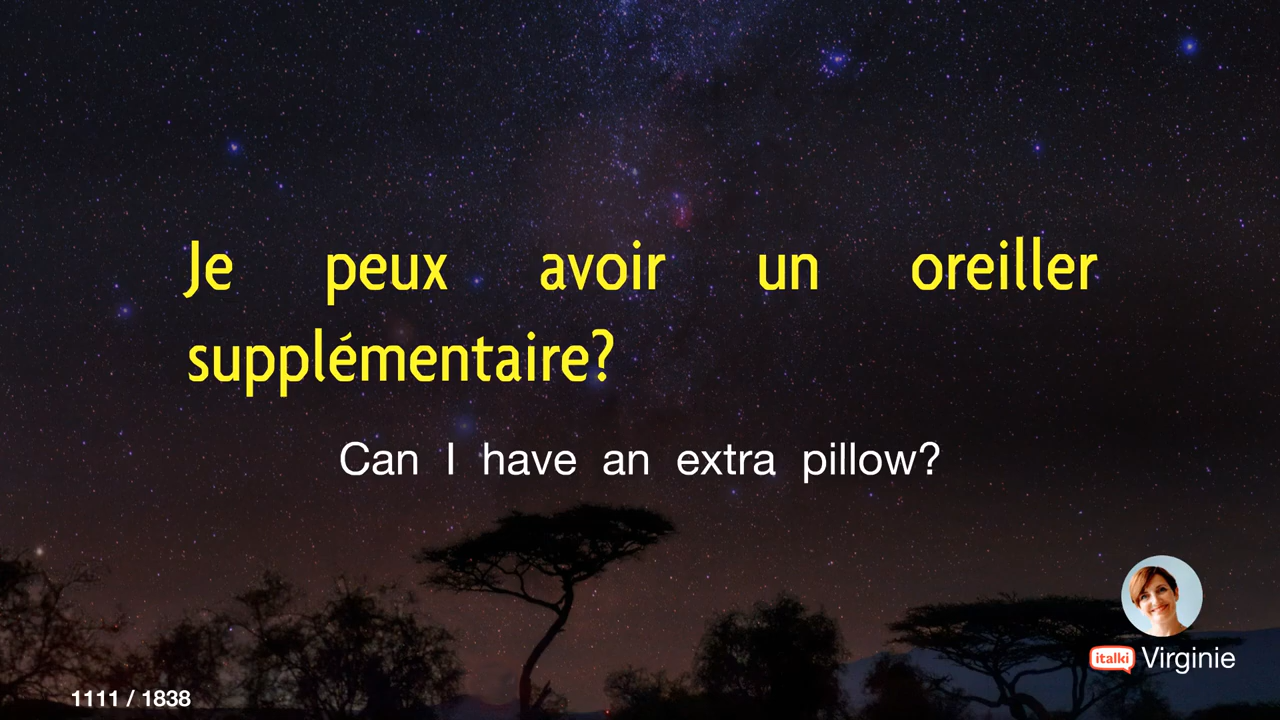 Je peux avoir un oreiller
supplémentaire?
Can I have an extra pillow?
italki Virginie
1111 / 1838